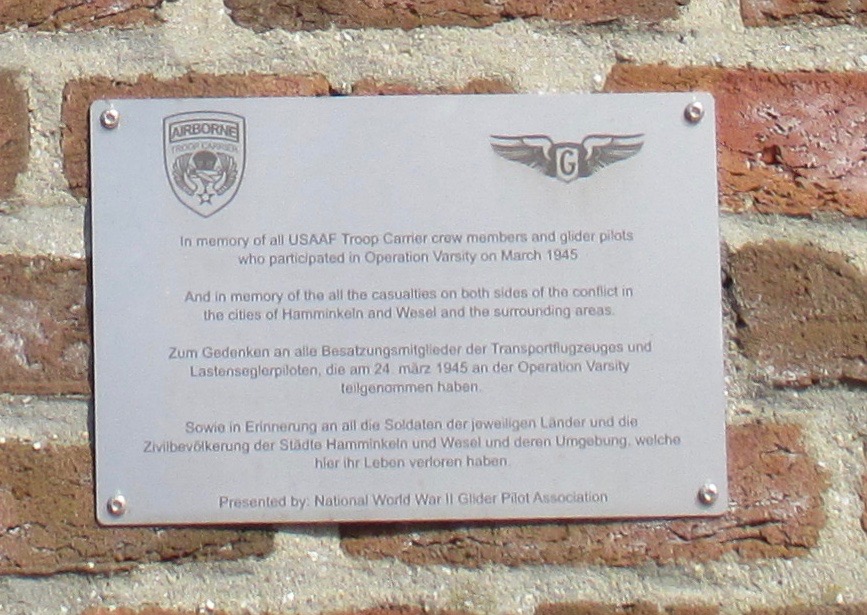 AIRBORNE
TROOP CARRIER
G
In memory of all USAAF Troop Carrier crew members and glider pilots
who participated in Operation Varsity on March 1945
And in memory of the all the casualties on both sides of the conflict in
the cities of Hamminkeln and Wesel and the surrounding areas.
Zum Gedenken an alle Besatzungsmitglieder der Transportflugzeuges und
Lastenseglerpiloten, die am 24. märz 1945 an der Operation Varsity
teilgenommen haben.
Sowie in Erinnerung an all die Soldaten der jeweiligen Länder und die
Zivilbevölkerung der Städte Hamminkeln und Wesel und deren Umgebung, welche
hier ihr Leben verloren haben.
Presented by: National World War II Glider Pilot Association